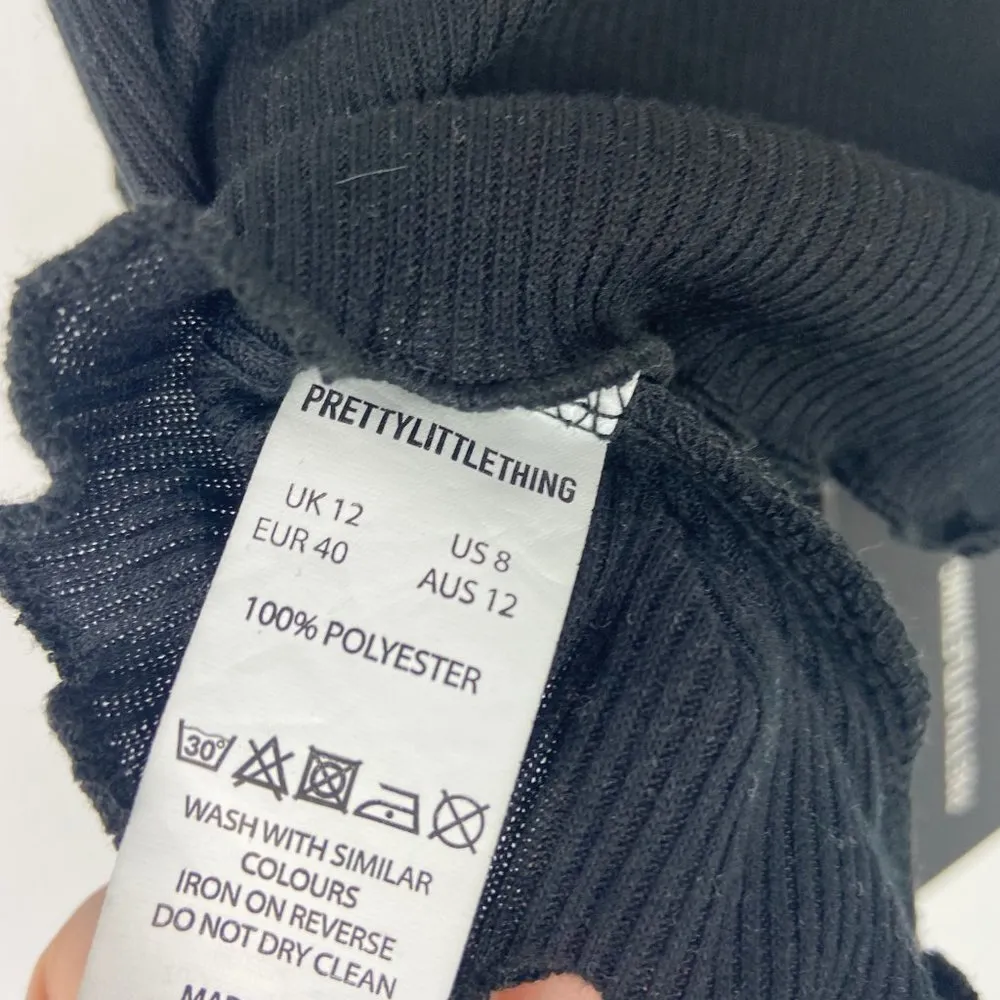 PRETTYLITTLETHING
UK 12 US 8
EUR 40 AUS 12
100% POLYESTER
30°
WASH WITH SIMILAR
COLOURS
IRON ON REVERSE
DO NOT DRY CLEAN